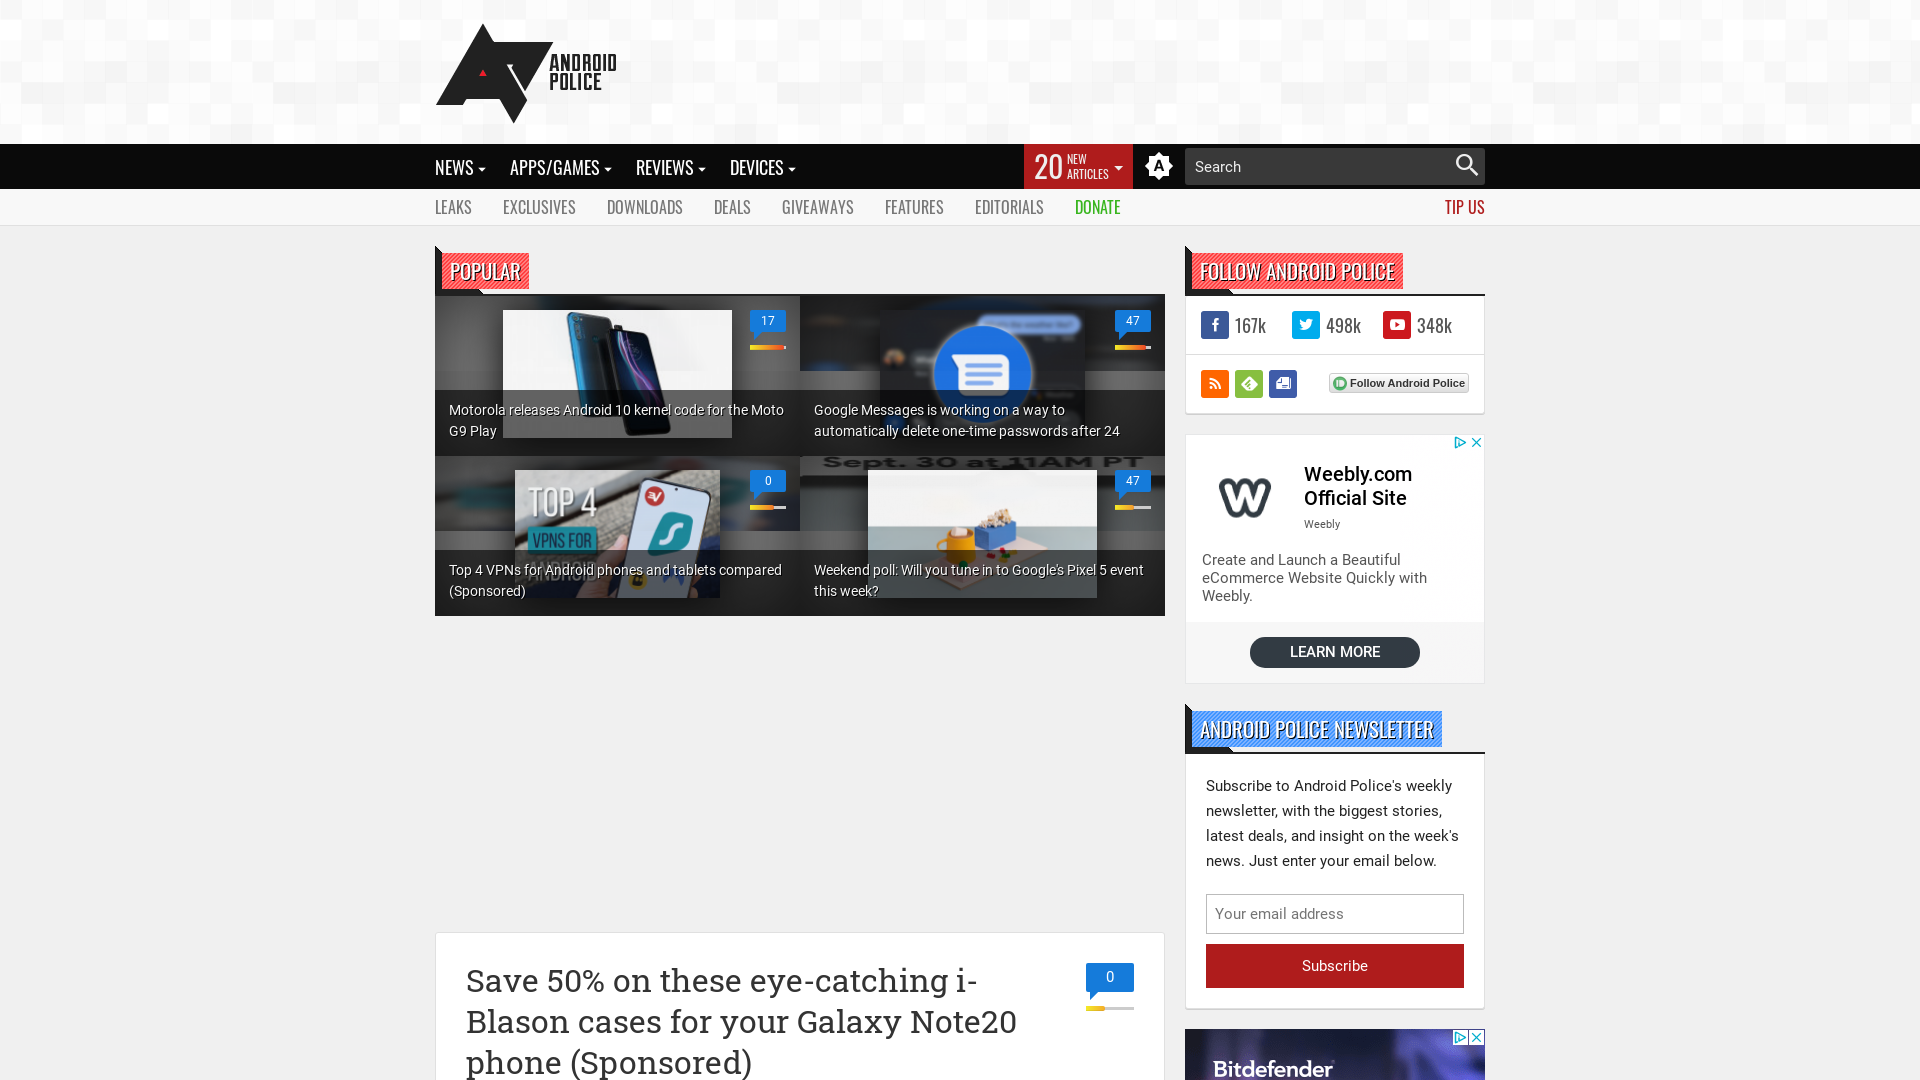 ANDROID
POLICE
NEWS
APPS/GAMES
REVIEWS
DEVICES
20 NEW
ARTICLES
A
Search
LEAKS
EXCLUSIVES
DOWNLOADS
DEALS
GIVEAWAYS
FEATURES
EDITORIALS
DONATE
TIP US
POPULAR
17
Motorola releases Android 10 kernel code for the Moto
G9 Play
47
Google Messages is working on a way to
automatically delete one-time passwords after 24
TOP 4
VPNS FOR
ANDROID
0
Top 4 VPNs for Android phones and tablets compared
(Sponsored)
Sept. 30 at 11AM PT
47
Weekend poll: Will you tune in to Google's Pixel 5 event
this week?
Save 50% on these eye-catching i-
Blason cases for your Galaxy Note20
phone (Sponsored)
0
FOLLOW ANDROID POLICE
167k
498k
348k
Follow Android Police
Weebly.com
Official Site
Weebly
Create and Launch a Beautiful
eCommerce Website Quickly with
Weebly.
LEARN MORE
ANDROID POLICE NEWSLETTER
Subscribe to Android Police's weekly
newsletter, with the biggest stories,
latest deals, and insight on the week's
news. Just enter your email below.
Your email address
Subscribe
Bitdefender